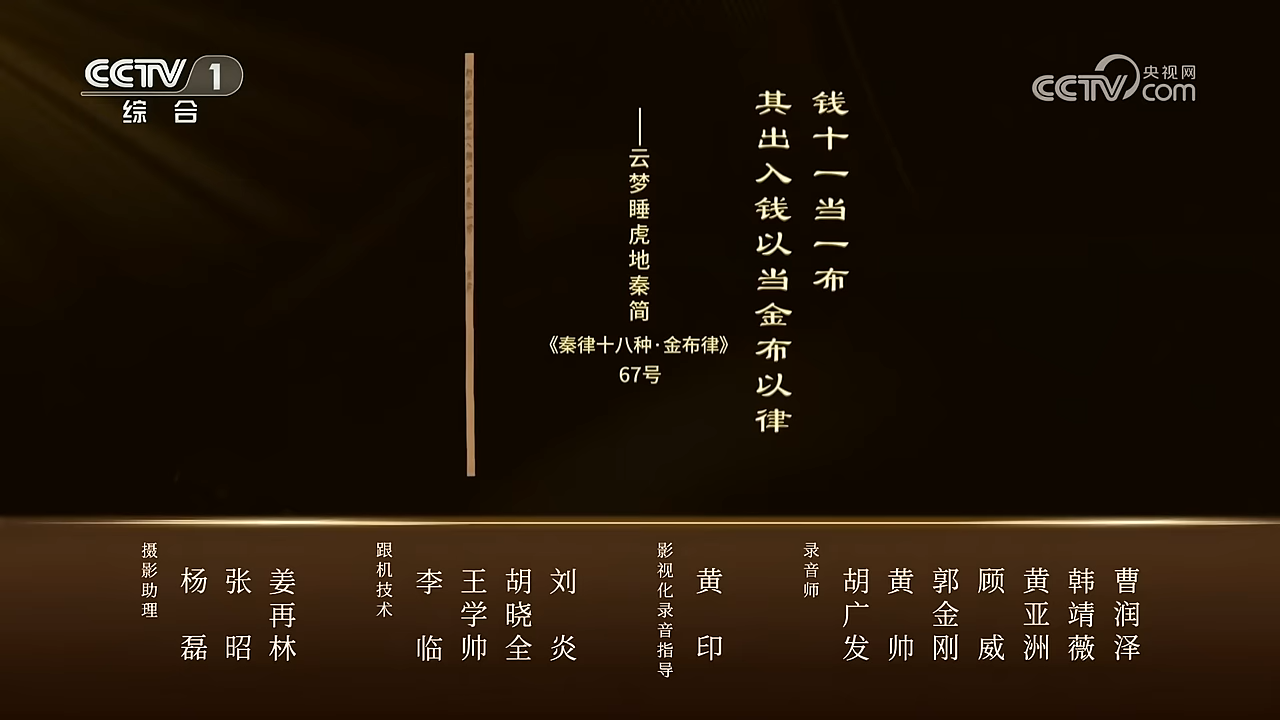 CCTV 1
综合
央视网
CCTV.com
钱十一当一布
其出入钱以当金布以律
——云梦睡虎地秦简
《秦律十八种·金布律》
67号
摄影助理
杨磊
张昭
姜再林
跟机技术
李临
王学帅
胡晓全
刘炎
影视化录音指导
黄印
录音师
胡广发
黄帅
郭金刚
顾威
黄亚洲
韩靖薇
曹润泽